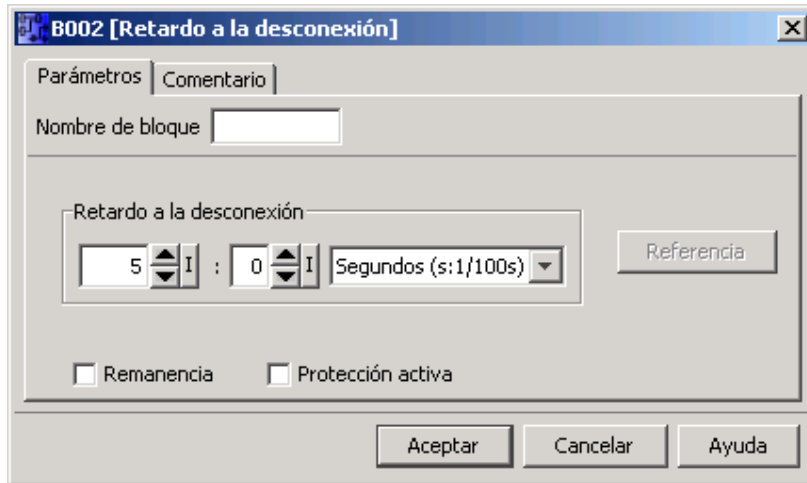 B002 [Retardo a la desconexión]
Parámetros Comentario
Nombre de bloque
Retardo a la desconexión
5 I : 0 I Segundos (s:1/100s)
Referencia
Remanencia Protección activa
Aceptar Cancelar Ayuda